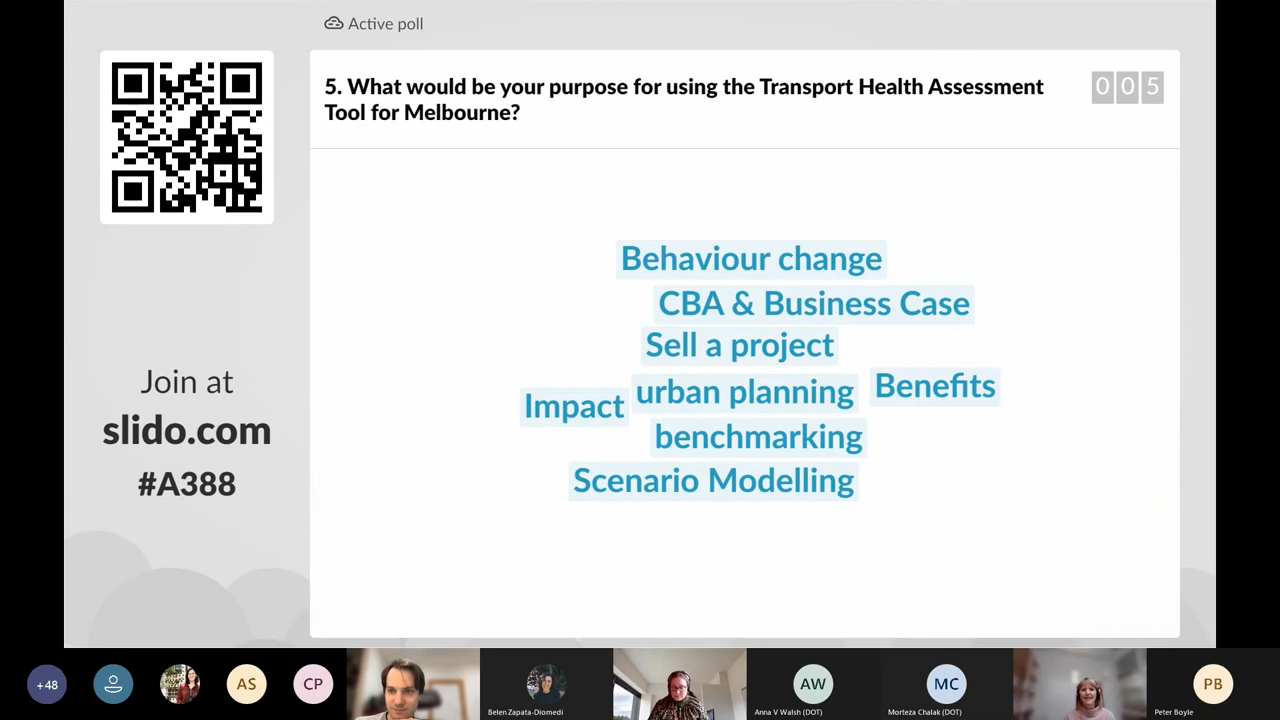 Active poll
5. What would be your purpose for using the Transport Health Assessment
Tool for Melbourne?
005
Behaviour change
CBA & Business Case
Sell a project
urban planning
Benefits
Impact
benchmarking
Scenario Modelling
Join at
slido.com
#A388
+48
AS
CP
Belen Zapata-Diomedi
AW
Anna V Walsh (DOT)
MC
Morteza Chalak (DOT)
PB
Peter Boyle